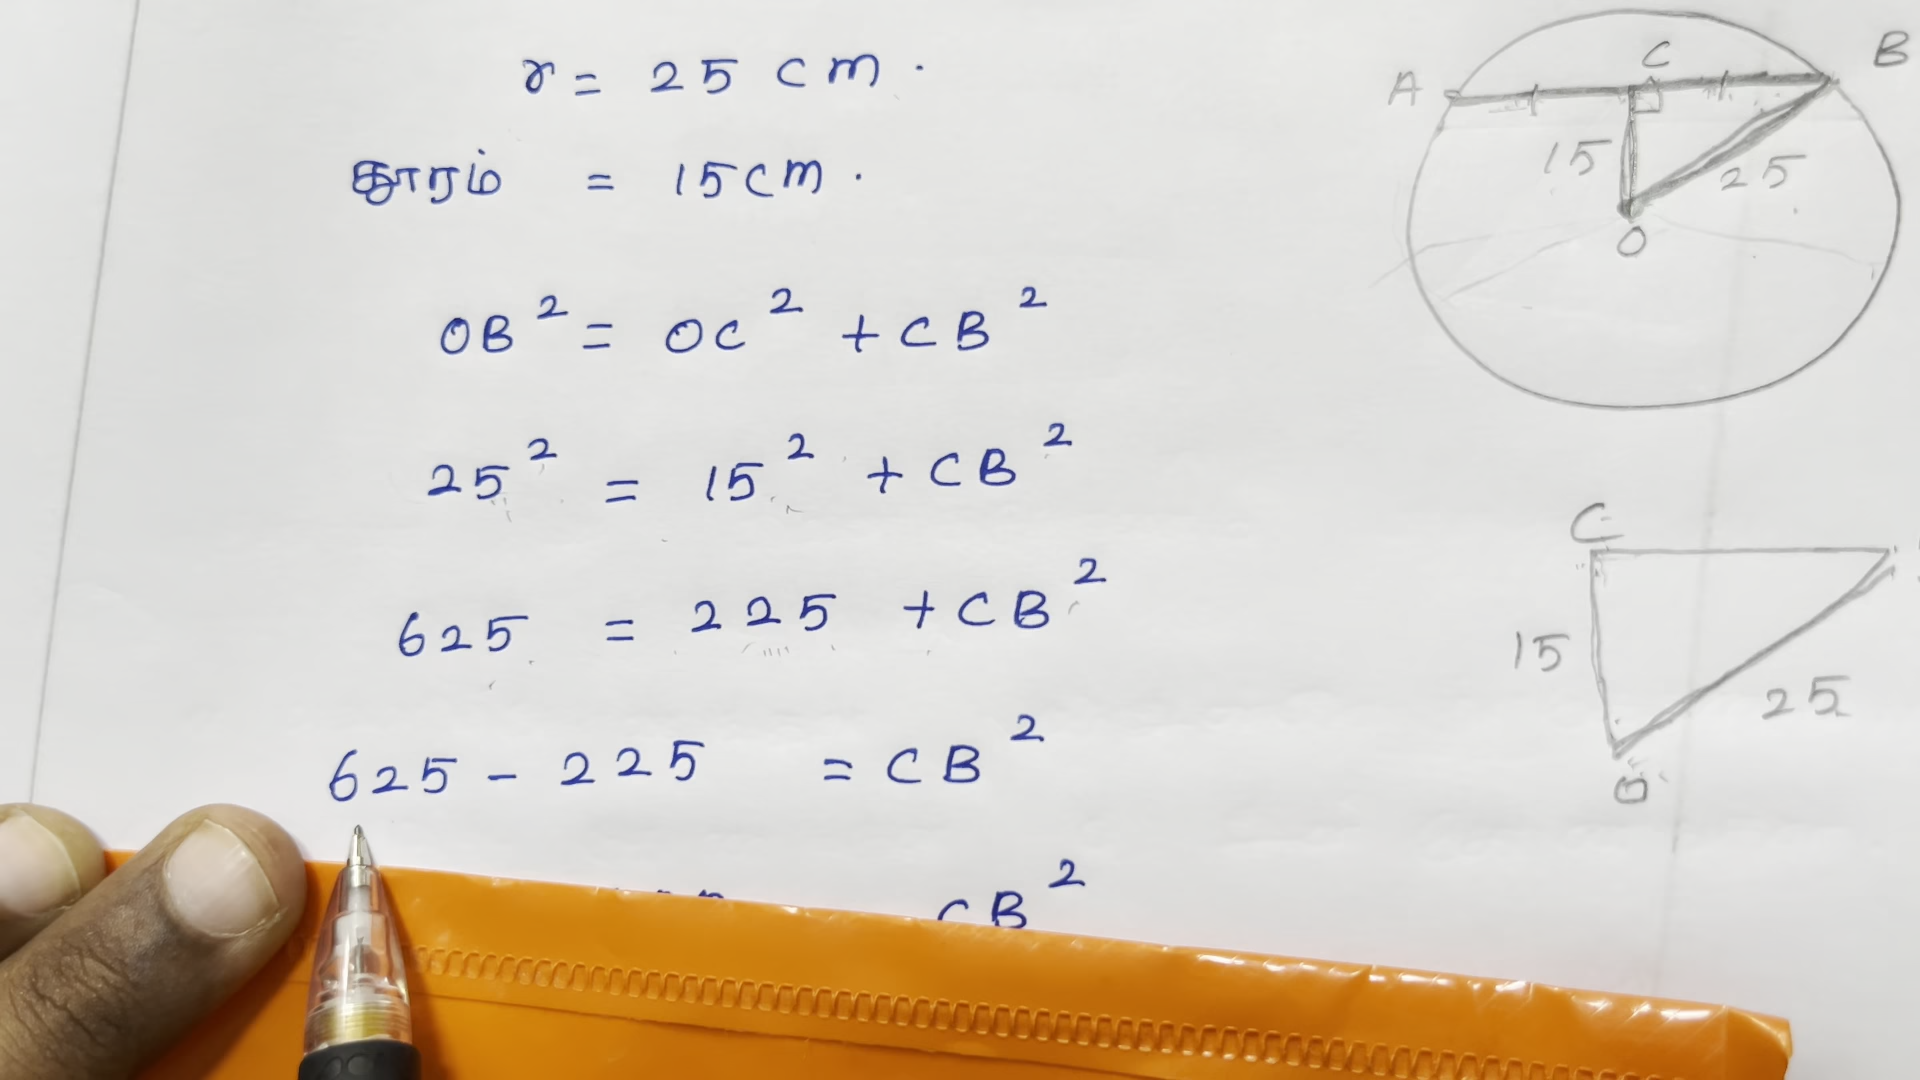 r = 25 cm.
தூரம் = 15cm.
OB² = OC² + CB²
25² = 15² + CB²
625 = 225 + CB²
625 - 225 = CB²
CB²
A C B
15 25
O
C
15 25
O